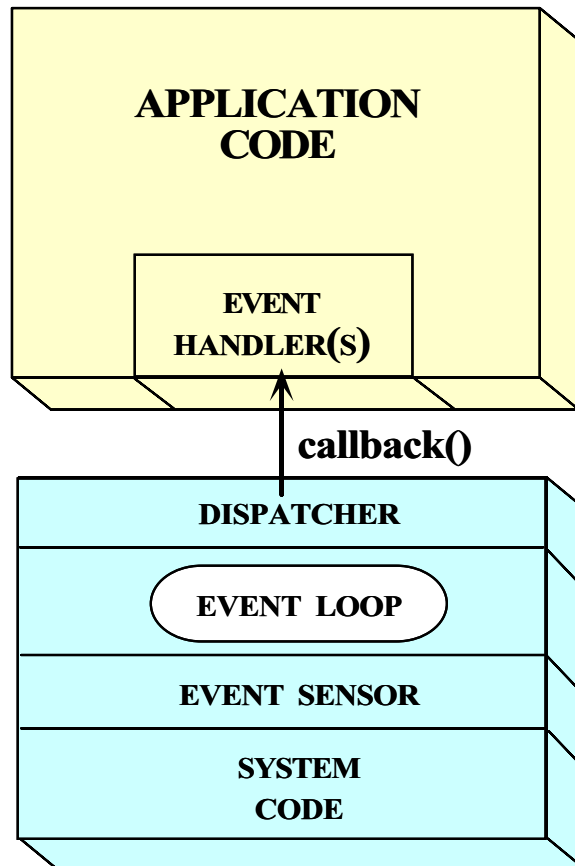 APPLICATION
CODE
EVENT
HANDLER(S)
callback()
DISPATCHER
EVENT LOOP
EVENT SENSOR
SYSTEM
CODE